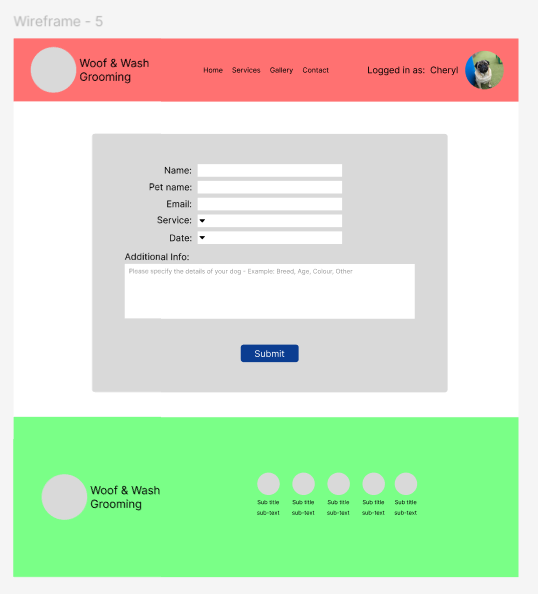 Wireframe - 5
Woof & Wash
Grooming
Home Services Gallery Contact
Logged in as: Cheryl
Name:
Pet name:
Email:
Service:
Date:
Additional Info:
Please specify the details of your dog - Example: Breed, Age, Colour, Other
Submit
Woof & Wash
Grooming
Sub title Sub title Sub title Sub title Sub title
sub-text sub-text sub-text sub-text sub-text